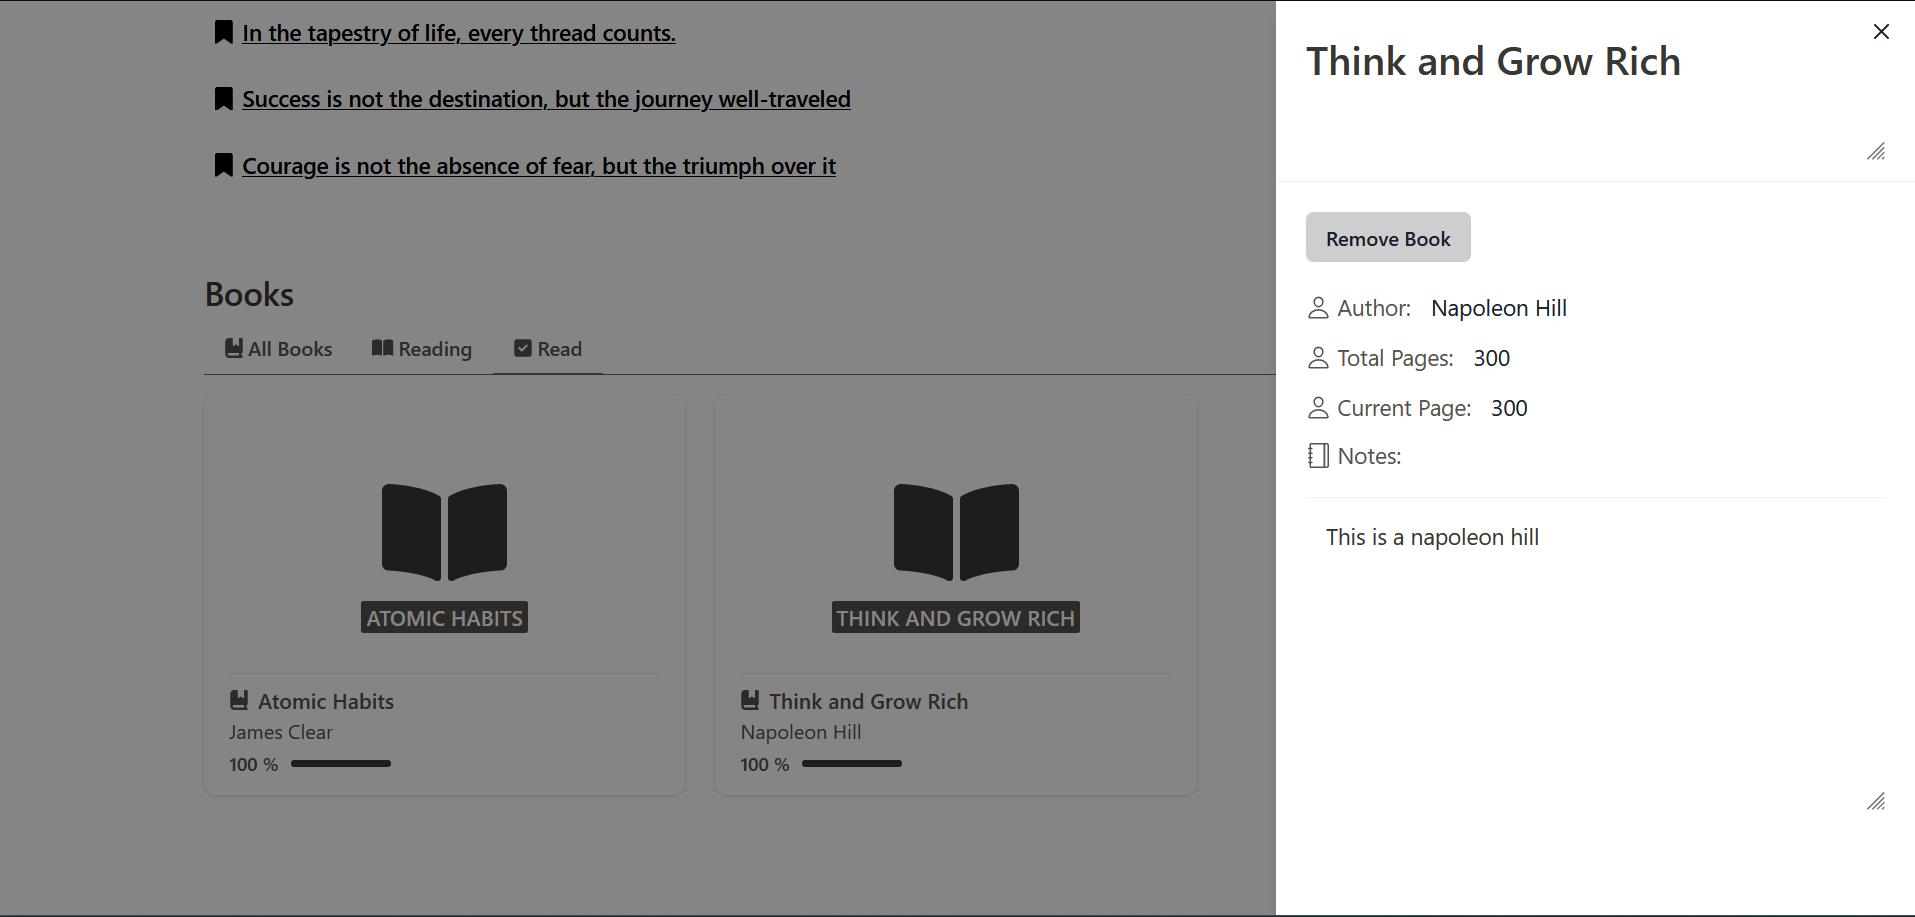 In the tapestry of life, every thread counts.
Success is not the destination, but the journey well-traveled
Courage is not the absence of fear, but the triumph over it
Books
All Books
Reading
Read
ATOMIC HABITS
Atomic Habits
James Clear
100 %
THINK AND GROW RICH
Think and Grow Rich
Napoleon Hill
100 %
Think and Grow Rich
Remove Book
Author: Napoleon Hill
Total Pages: 300
Current Page: 300
Notes:
This is a napoleon hill